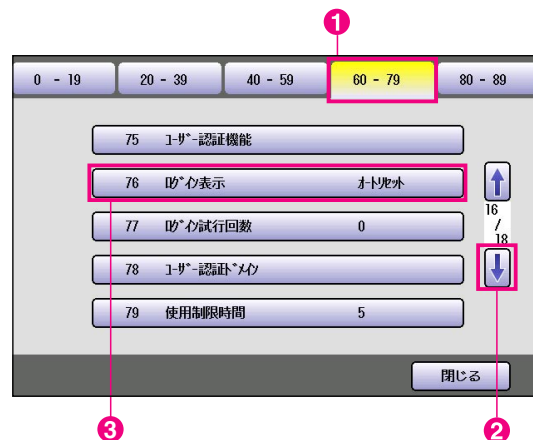 1
0 - 19 20 - 39 40 - 59 60 - 79 80 - 89
75 ﾕｰｻﾞｰ認証機能
76 ﾛｸﾞｲﾝ表示 ｵｰﾄﾘｾｯﾄ
77 ﾛｸﾞｲﾝ試行回数 0
16
/
18
78 ﾕｰｻﾞｰ認証ﾄﾞﾒｲﾝ
79 使用制限時間 5
閉じる
3 2